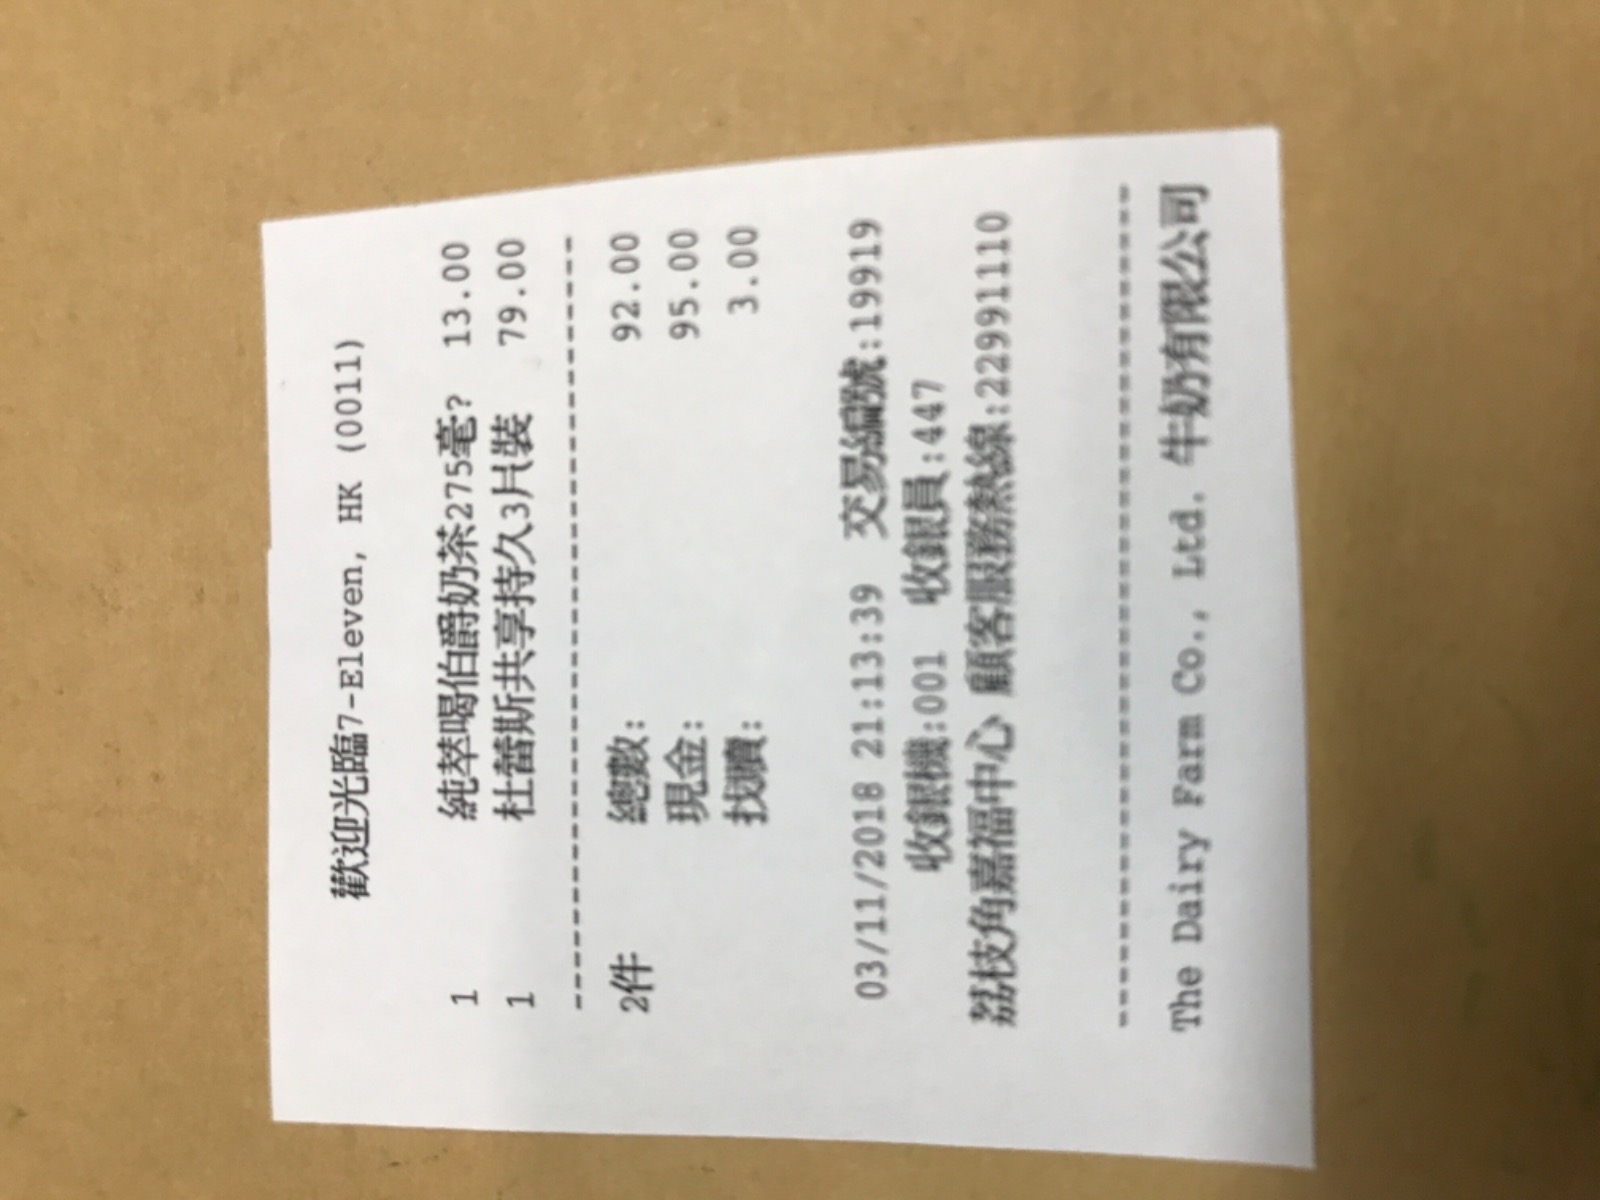 歡迎光臨7-Eleven, HK (0011)
1 純萃喝伯爵奶茶275毫? 13.00
1 杜蕾斯共享持久3片裝 79.00
2件 總數: 92.00
現金: 95.00
找贖: 3.00
03/11/2018 21:13:39 交易編號:19919
收銀機:001 收銀員:447
荔枝角嘉福中心 顧客服務熱線:22991110
The Dairy Farm Co., Ltd. 牛奶有限公司